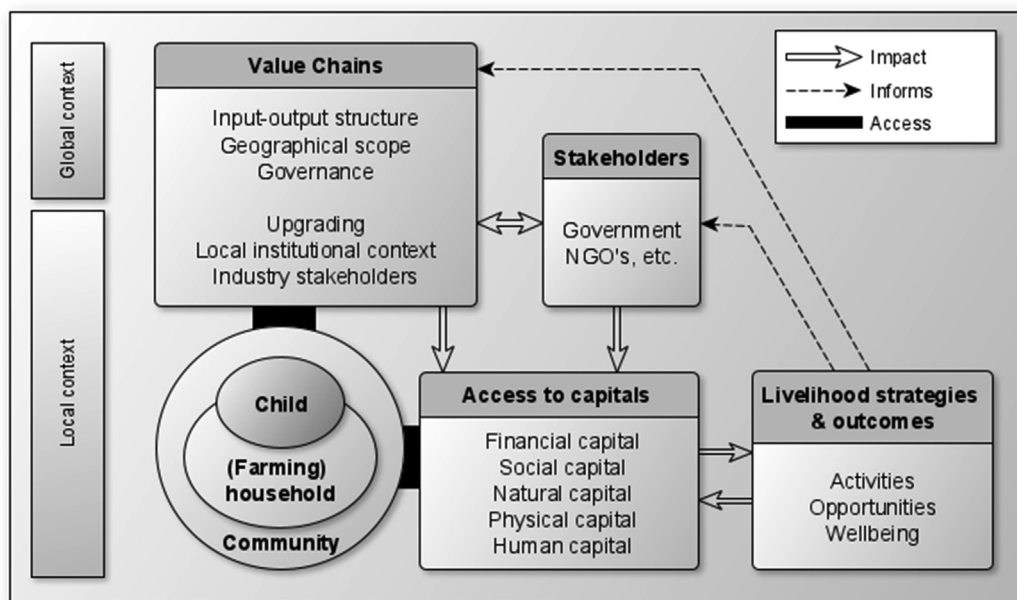 Global context
Local context
Value Chains
Input-output structure
Geographical scope
Governance
Upgrading
Local institutional context
Industry stakeholders
Stakeholders
Government
NGO's, etc.
Impact
Informs
Access
Child
(Farming)
household
Community
Access to capitals
Financial capital
Social capital
Natural capital
Physical capital
Human capital
Livelihood strategies
& outcomes
Activities
Opportunities
Wellbeing